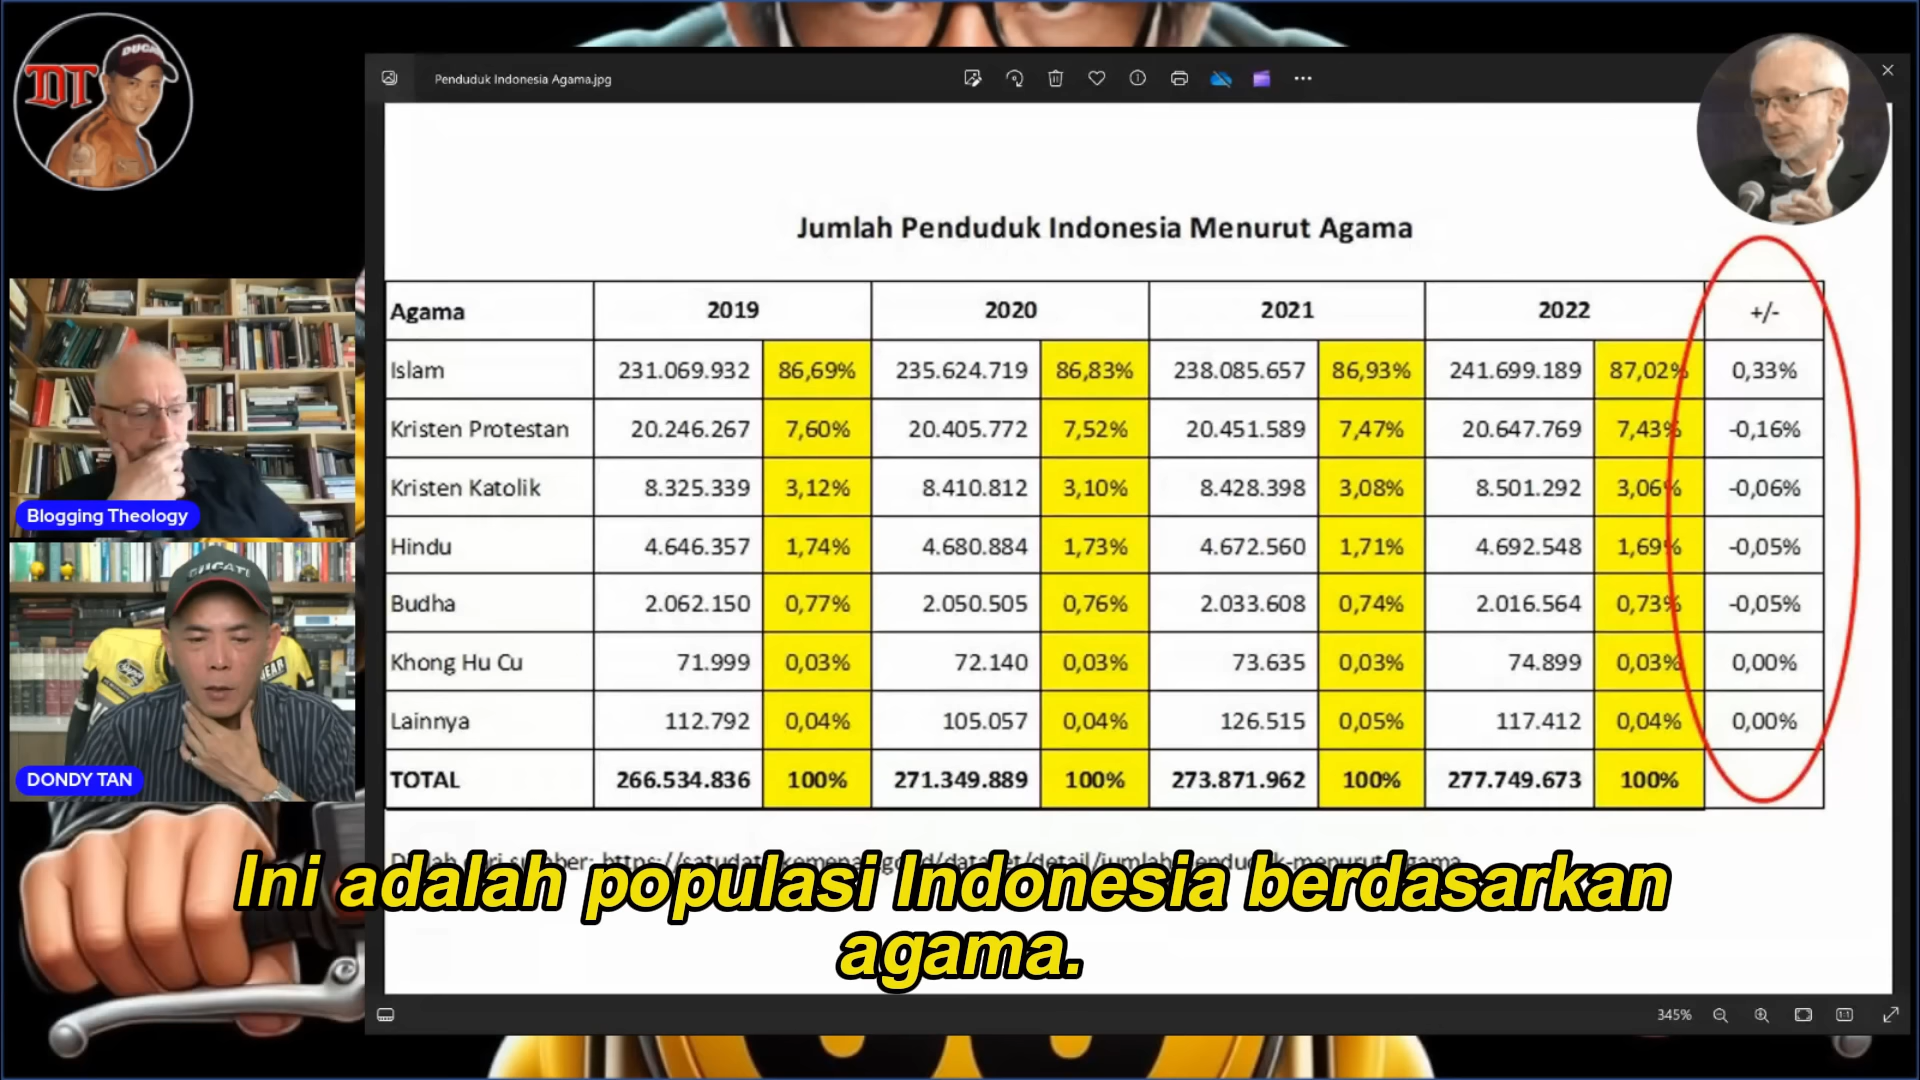 DT
DUCA
Penduduk Indonesia Agama.jpg
Jumlah Penduduk Indonesia Menurut Agama
Agama 2019 2020 2021 2022 +/-
Islam 231.069.932 86,69% 235.624.719 86,83% 238.085.657 86,93% 241.699.189 87,02% 0,33%
Kristen Protestan 20.246.267 7,60% 20.405.772 7,52% 20.451.589 7,47% 20.647.769 7,43% -0,16%
Kristen Katolik 8.325.339 3,12% 8.410.812 3,10% 8.428.398 3,08% 8.501.292 3,06% -0,06%
Hindu 4.646.357 1,74% 4.680.884 1,73% 4.672.560 1,71% 4.692.548 1,69% -0,05%
Budha 2.062.150 0,77% 2.050.505 0,76% 2.033.608 0,74% 2.016.564 0,73% -0,05%
Khong Hu Cu 71.999 0,03% 72.140 0,03% 73.635 0,03% 74.899 0,03% 0,00%
Lainnya 112.792 0,04% 105.057 0,04% 126.515 0,05% 117.412 0,04% 0,00%
TOTAL 266.534.836 100% 271.349.889 100% 273.871.962 100% 277.749.673 100%
Blogging Theology
DUCATI
DONDY TAN
Ini adalah populasi Indonesia berdasarkan
agama.
345%